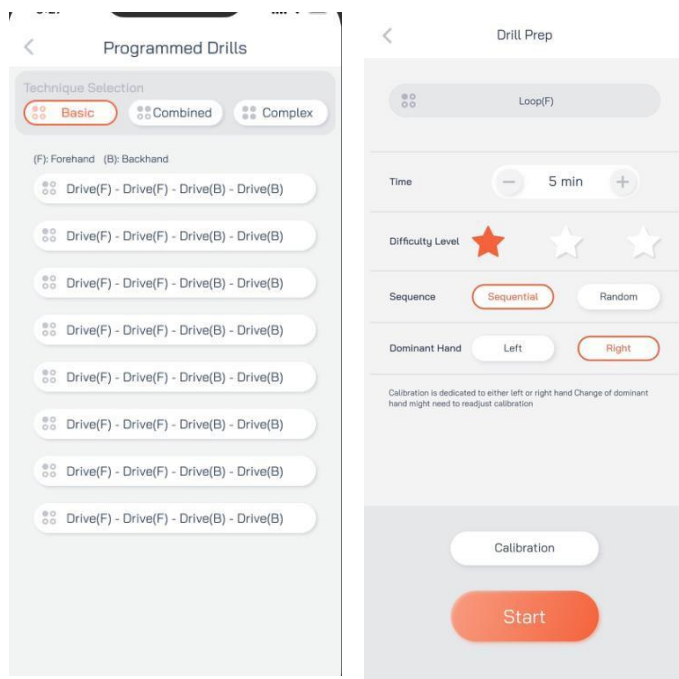 Programmed Drills
Technique Selection
Basic
Combined
Complex
(F): Forehand (B): Backhand
Drive(F) - Drive(F) - Drive(B) - Drive(B)
Drive(F) - Drive(F) - Drive(B) - Drive(B)
Drive(F) - Drive(F) - Drive(B) - Drive(B)
Drive(F) - Drive(F) - Drive(B) - Drive(B)
Drive(F) - Drive(F) - Drive(B) - Drive(B)
Drive(F) - Drive(F) - Drive(B) - Drive(B)
Drive(F) - Drive(F) - Drive(B) - Drive(B)
Drive(F) - Drive(F) - Drive(B) - Drive(B)
Drill Prep
Loop(F)
Time − 5 min +
Difficulty Level
Sequence Sequential Random
Dominant Hand Left Right
Calibration is dedicated to either left or right hand Change of dominant
hand might need to readjust calibration
Calibration
Start